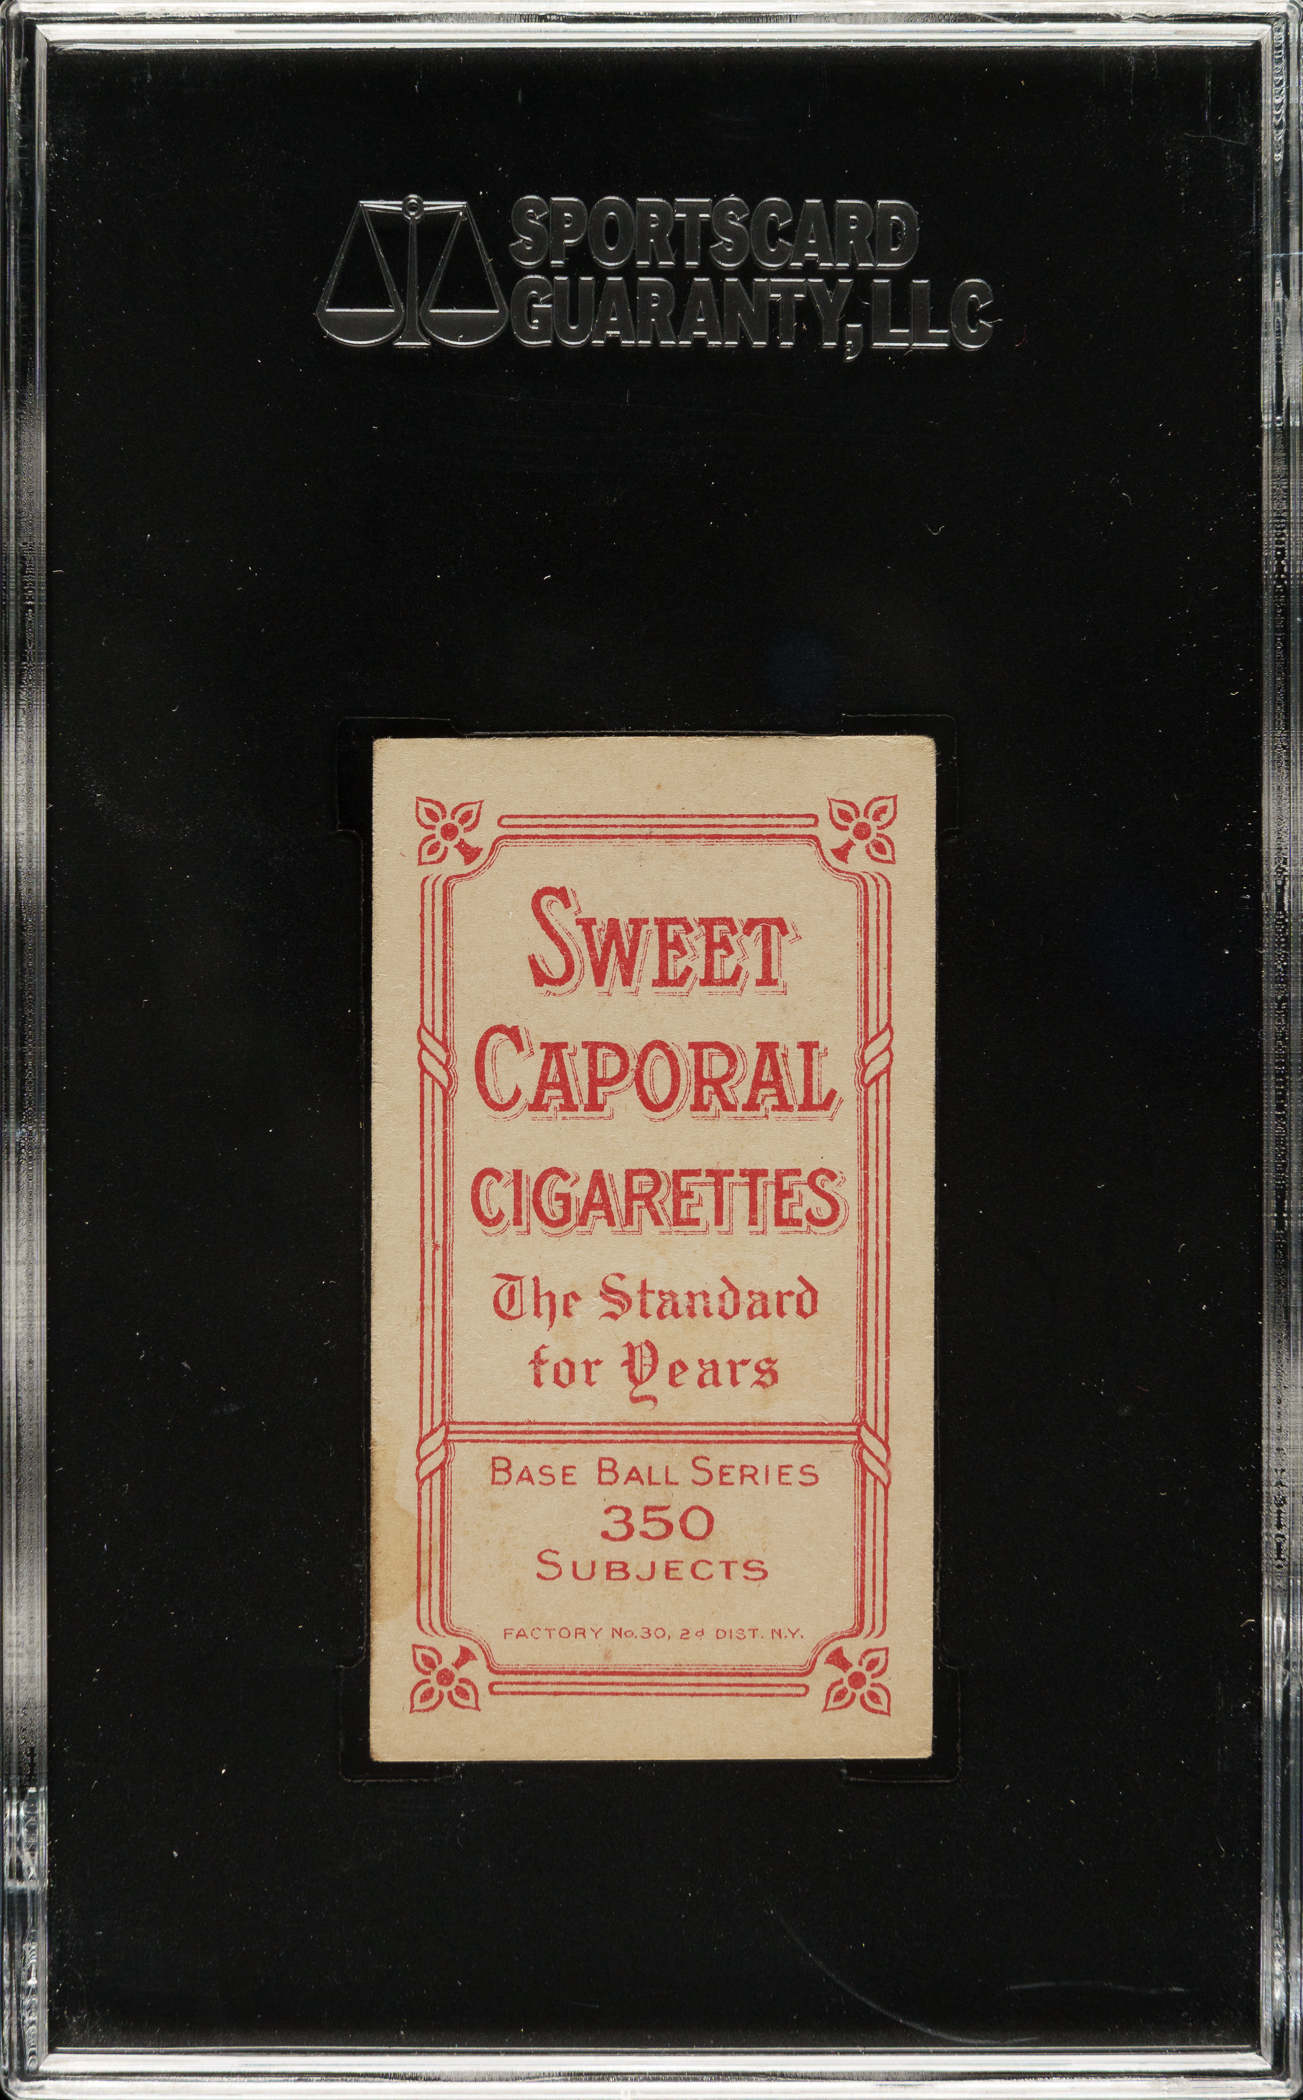 SPORTSCARD
GUARANTY, LLC
SWEET
CAPORAL
CIGARETTES
The Standard
for Years
BASE BALL SERIES
350
SUBJECTS
FACTORY No. 30, 2d DIST. N.Y.